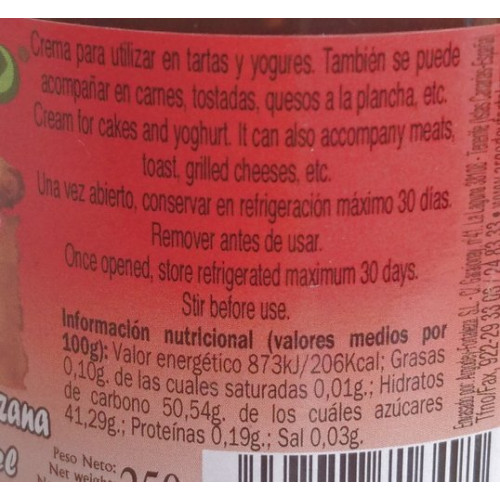 Crema para utilizar en tartas y yogures. También se puede
acompañar en carnes, tostadas, quesos a la plancha, etc.
Cream for cakes and yoghurt. It can also accompany meats,
toast, grilled cheeses, etc.
Una vez abierto, conservar en refrigeración máximo 30 días.
Remover antes de usar.
Once opened, store refrigerated maximum 30 days.
Stir before use.
Información nutricional (valores medios por
100g): Valor energético 873kJ/206Kcal; Grasas
0,10g. de las cuales saturadas 0,01g.; Hidratos
de carbono 50,54g. de los cuáles azúcares
41,29g.; Proteínas 0,19g.; Sal 0,03g.
Peso Neto:
Net weight: